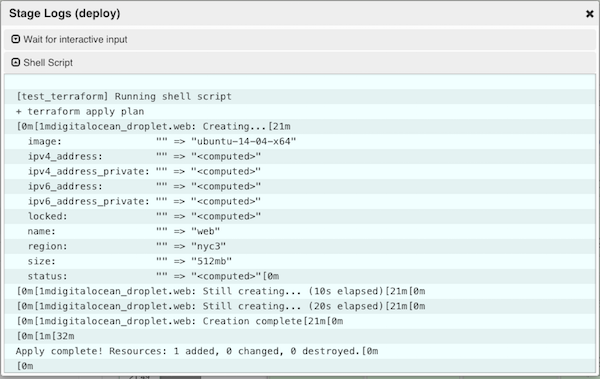 Stage Logs (deploy)
Wait for interactive input
Shell Script
[test_terraform] Running shell script
+ terraform apply plan
[0m[1mdigitalocean_droplet.web: Creating...[21m
  image:                "" => "ubuntu-14-04-x64"
  ipv4_address:         "" => "<computed>"
  ipv4_address_private: "" => "<computed>"
  ipv6_address:         "" => "<computed>"
  ipv6_address_private: "" => "<computed>"
  locked:               "" => "<computed>"
  name:                 "" => "web"
  region:               "" => "nyc3"
  size:                 "" => "512mb"
  status:               "" => "<computed>"[0m
[0m[1mdigitalocean_droplet.web: Still creating... (10s elapsed)[21m[0m
[0m[1mdigitalocean_droplet.web: Still creating... (20s elapsed)[21m[0m
[0m[1mdigitalocean_droplet.web: Creation complete[21m[0m
[0m[1m[32m
Apply complete! Resources: 1 added, 0 changed, 0 destroyed.[0m
[0m